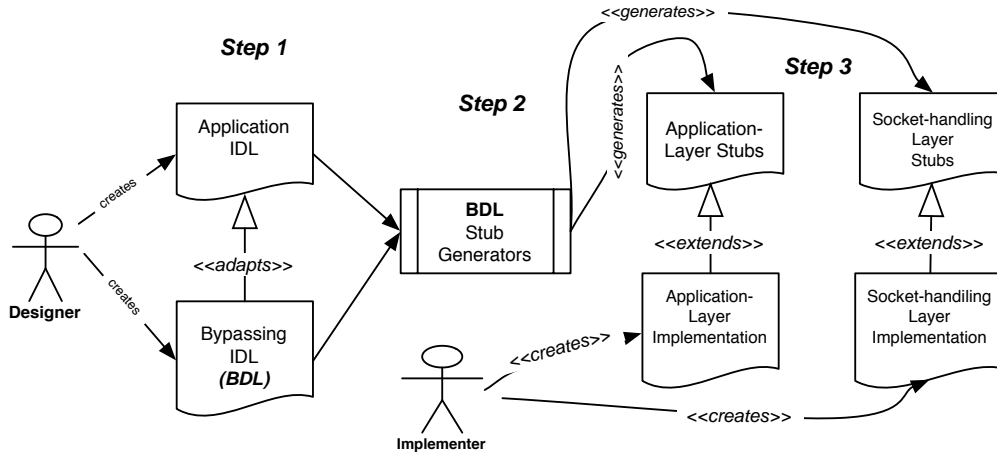 <<generates>>
Step 1
Step 2
Step 3
<<generates>>
Application
IDL
Application-
Layer Stubs
Socket-handling
Layer
Stubs
creates
BDL
Stub
Generators
<<adapts>>
<<extends>>
<<extends>>
creates
Designer
Bypassing
IDL
(BDL)
Application-
Layer
Implementation
Socket-handiling
Layer
Implementation
<<creates>>
<<creates>>
Implementer